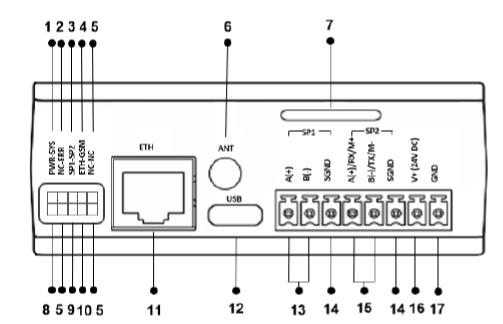 1 2 3 4 5 6 7
PWR-SYS
NC-ERR
SP1-SP2
ETH-GSM
NC-NC
ETH
ANT
USB
SP1
SP2
A(+)
B(-)
SGND
A(+)/RX/M+
B(-)/TX/M-
SGND
V+ (24V DC)
GND
8 5 9 10 5 11 12 13 14 15 14 16 17